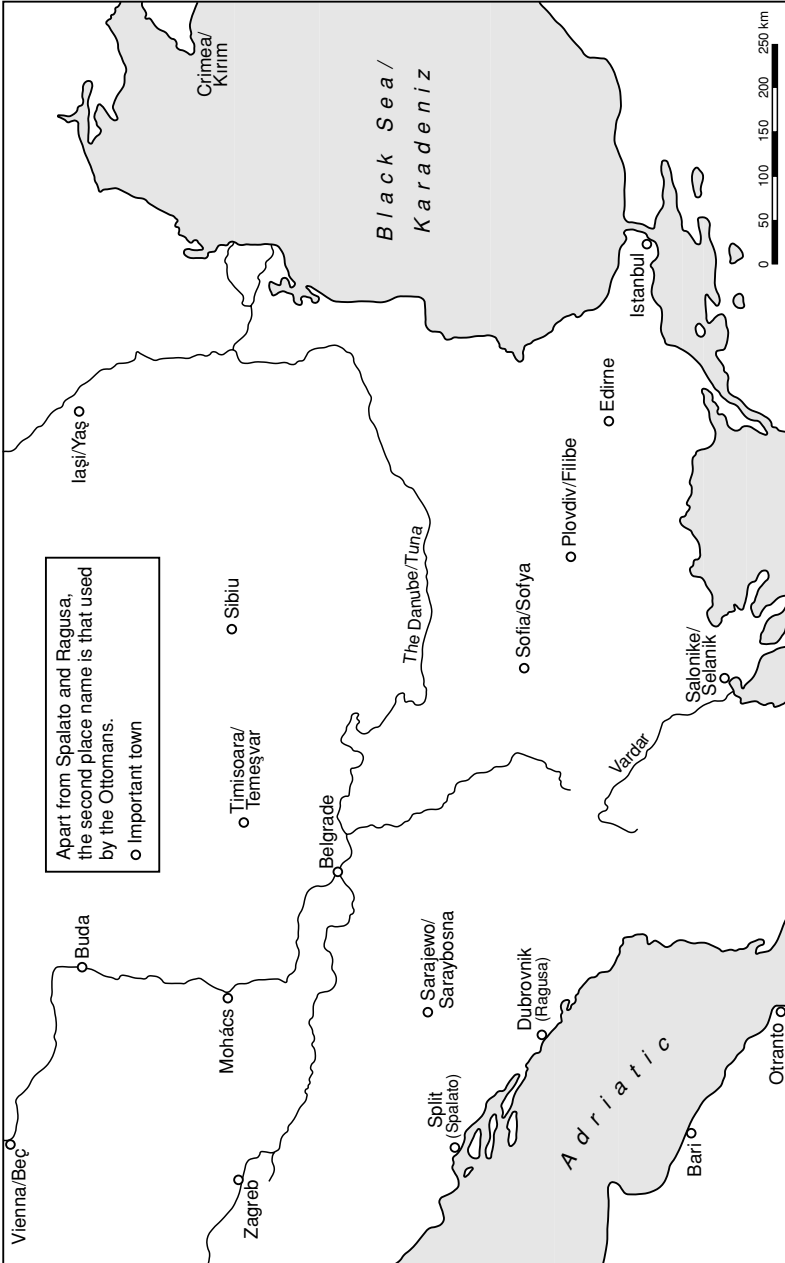 Apart from Spalato and Ragusa,
the second place name is that used
by the Ottomans.
Important town
Vienna/Beç
Buda
Iaşi/Yaş
Crimea/
Kırım
Zagreb
Mohács
Timisoara/
Temeşvar
Sibiu
Belgrade
The Danube/Tuna
Black Sea/
Karadeniz
Split
(Spalato)
Sarajewo/
Saraybosna
Dubrovnik
(Ragusa)
Sofia/Sofya
Plovdiv/Filibe
Edirne
Istanbul
Adriatic
Vardar
Salonike/
Selanik
Bari
Otranto
0 50 100 150 200 250 km